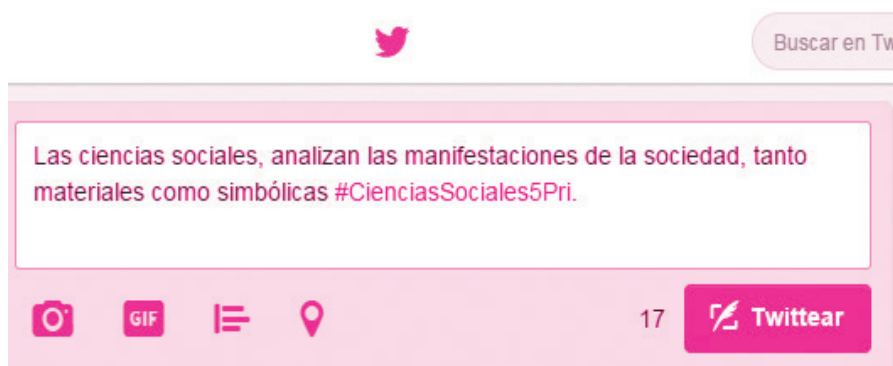 Buscar en Tw
Las ciencias sociales, analizan las manifestaciones de la sociedad, tanto
materiales como simbólicas #CienciasSociales5Pri.
GIF
17 Twittear